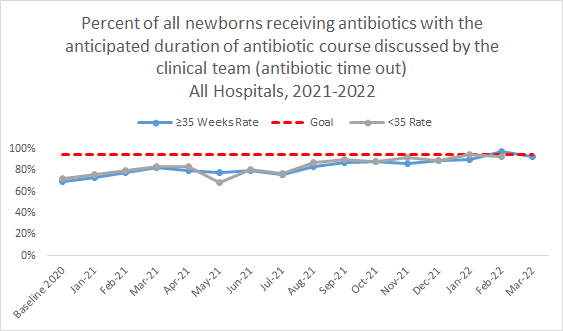 Percent of all newborns receiving antibiotics with the
anticipated duration of antibiotic course discussed by the
clinical team (antibiotic time out)
All Hospitals, 2021-2022
≥35 Weeks Rate Goal <35 Rate
100%
80%
60%
40%
20%
0%
Baseline 2020 Jan-21 Feb-21 Mar-21 Apr-21 May-21 Jun-21 Jul-21 Aug-21 Sep-21 Oct-21 Nov-21 Dec-21 Jan-22 Feb-22 Mar-22